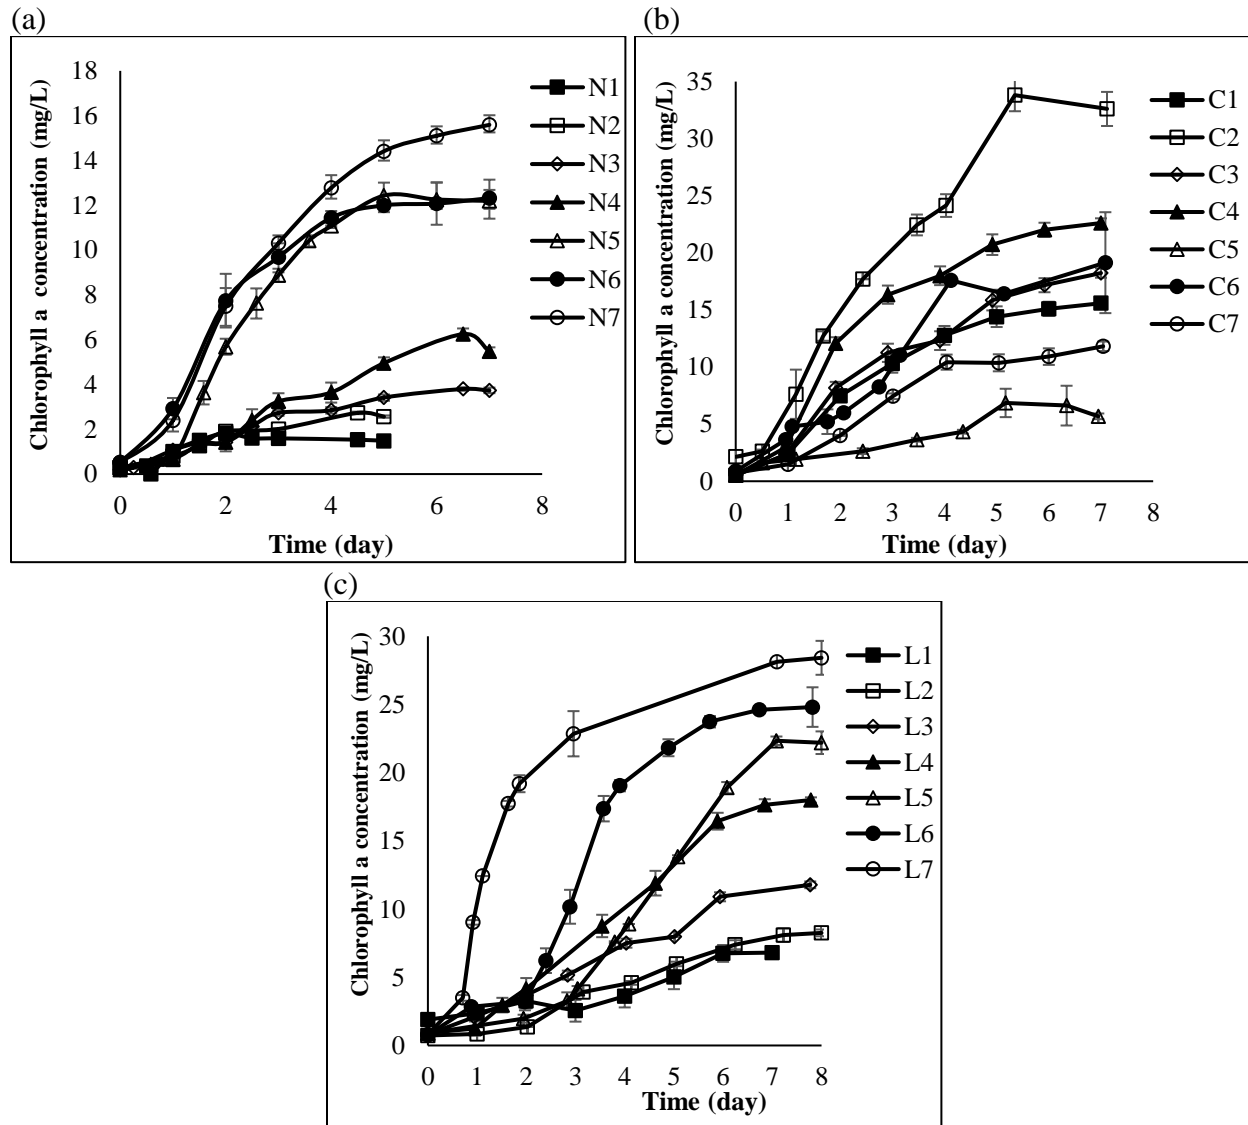 (a)
Chlorophyll a concentration (mg/L)
18
16
14
12
10
8
6
4
2
0
0 2 4 6 8
Time (day)
N1
N2
N3
N4
N5
N6
N7
(b)
Chlorophyll a concentration (mg/L)
35
30
25
20
15
10
5
0
0 1 2 3 4 5 6 7 8
Time (day)
C1
C2
C3
C4
C5
C6
C7
(c)
Chlorophyll a concentration (mg/L)
30
25
20
15
10
5
0
0 1 2 3 4 5 6 7 8
Time (day)
L1
L2
L3
L4
L5
L6
L7